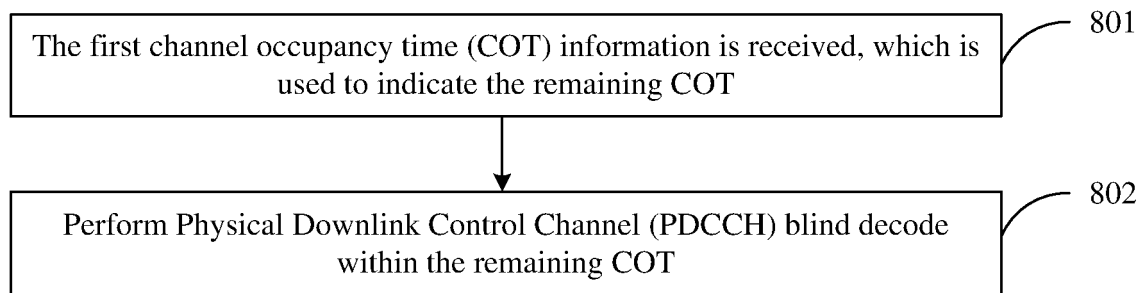 The first channel occupancy time (COT) information is received, which is
used to indicate the remaining COT
801
Perform Physical Downlink Control Channel (PDCCH) blind decode
within the remaining COT
802